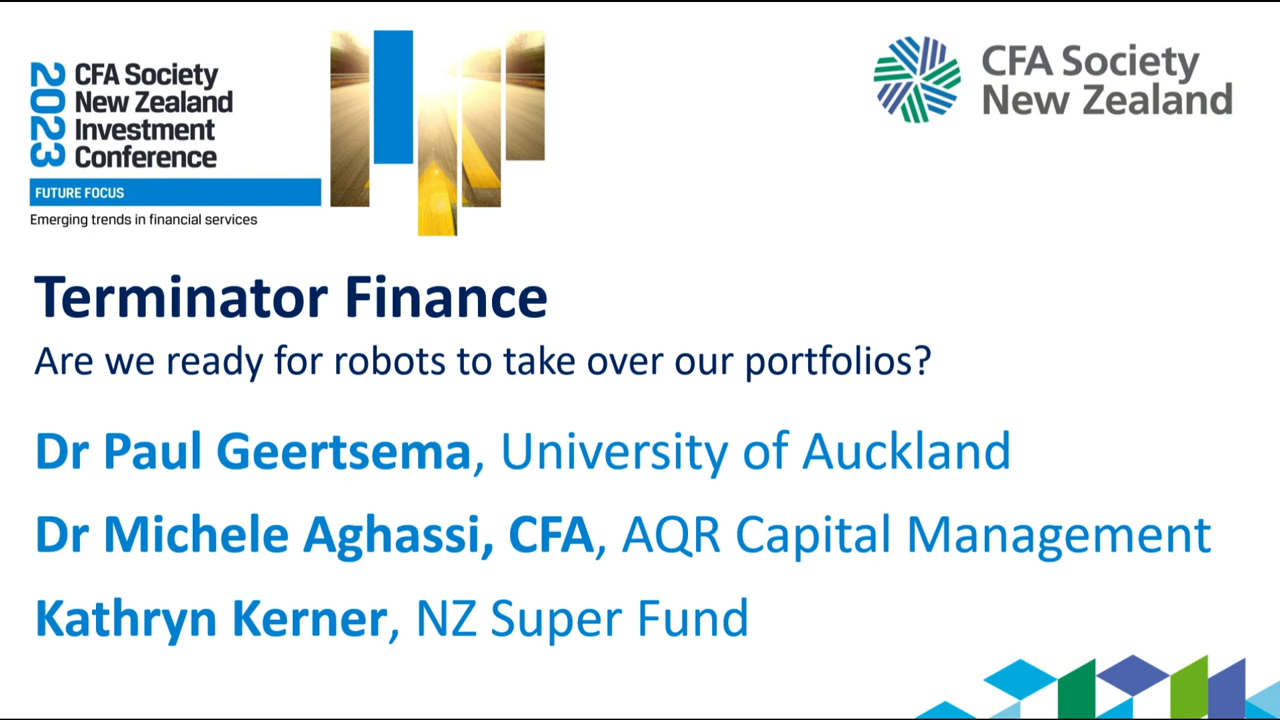 2023
CFA Society
New Zealand
Investment
Conference
FUTURE FOCUS
Emerging trends in financial services
CFA Society
New Zealand
Terminator Finance
Are we ready for robots to take over our portfolios?
Dr Paul Geertsema, University of Auckland
Dr Michele Aghassi, CFA, AQR Capital Management
Kathryn Kerner, NZ Super Fund